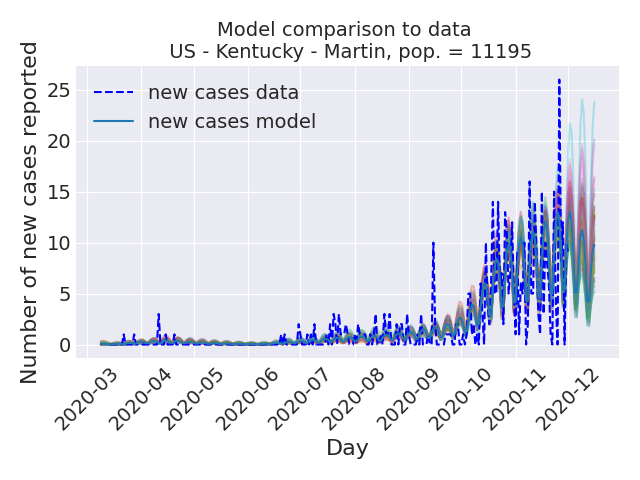 Model comparison to data
US - Kentucky - Martin, pop. = 11195
Number of new cases reported
25
20
15
10
5
0
new cases data
new cases model
2020-03
2020-04
2020-05
2020-06
2020-07
2020-08
2020-09
2020-10
2020-11
2020-12
Day